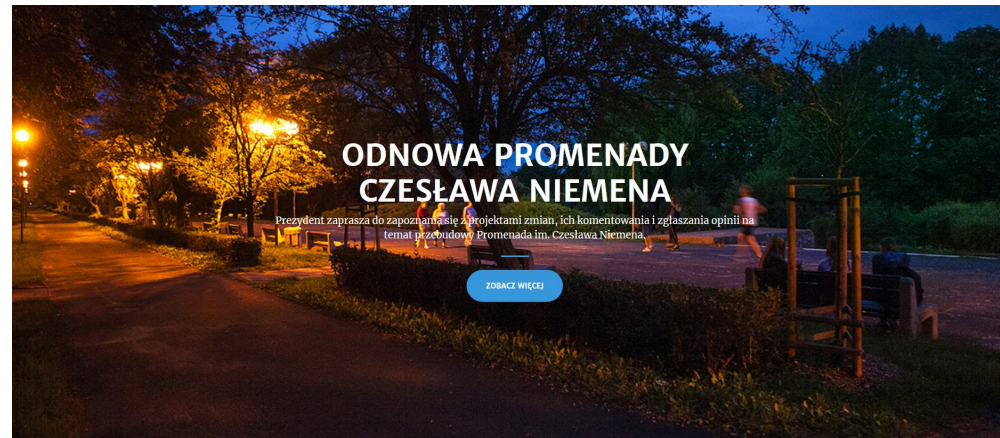 ODNOWA PROMENADY
CZESŁAWA NIEMENA
Prezydent zaprasza do zapoznania się z projektami zmian, ich komentowania i zgłaszania opinii na
temat przebudowy Promenada im. Czesława Niemena.
ZOBACZ WIĘCEJ